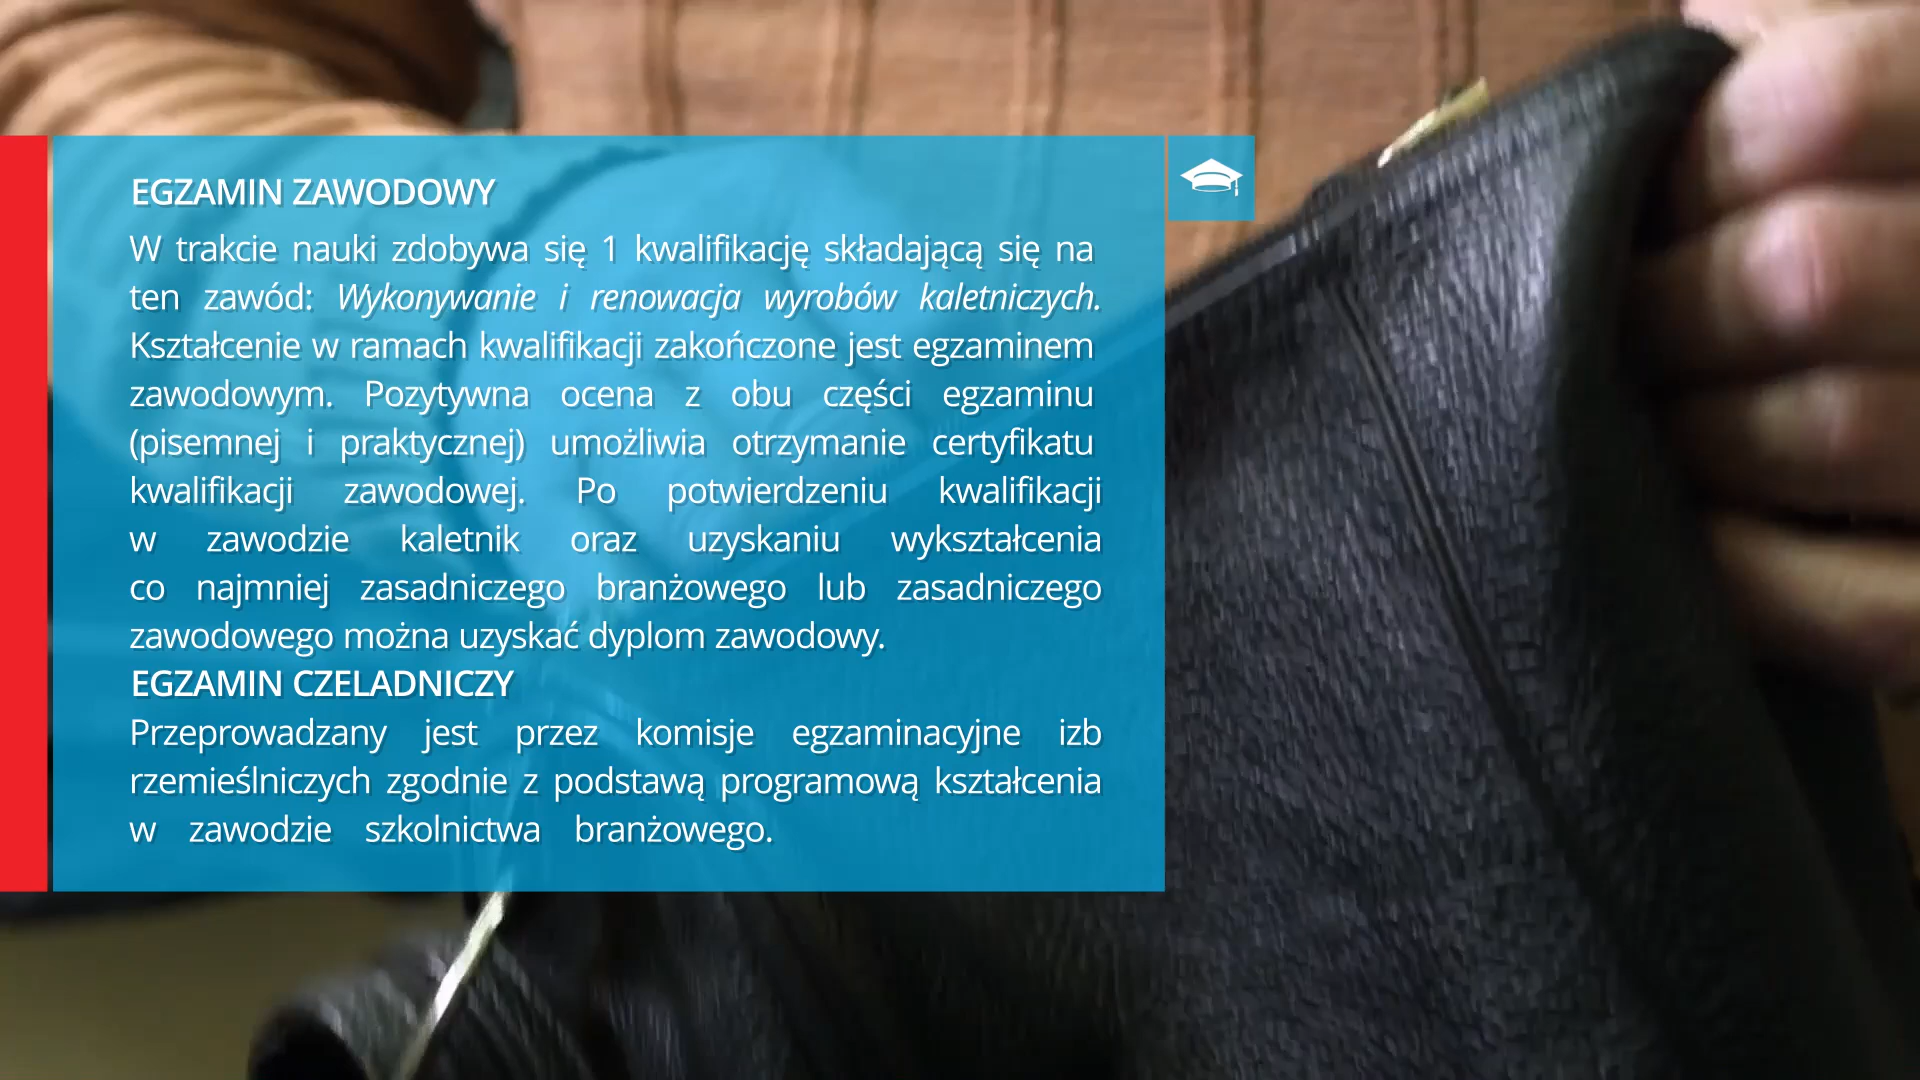 EGZAMIN ZAWODOWY
W trakcie nauki zdobywa się 1 kwalifikację składającą się na
ten zawód: Wykonywanie i renowacja wyrobów kaletniczych.
Kształcenie w ramach kwalifikacji zakończone jest egzaminem
zawodowym. Pozytywna ocena z obu części egzaminu
(pisemnej i praktycznej) umożliwia otrzymanie certyfikatu
kwalifikacji zawodowej. Po potwierdzeniu kwalifikacji
w zawodzie kaletnik oraz uzyskaniu wykształcenia
co najmniej zasadniczego branżowego lub zasadniczego
zawodowego można uzyskać dyplom zawodowy.
EGZAMIN CZELADNICZY
Przeprowadzany jest przez komisje egzaminacyjne izb
rzemieślniczych zgodnie z podstawą programową kształcenia
w zawodzie szkolnictwa branżowego.